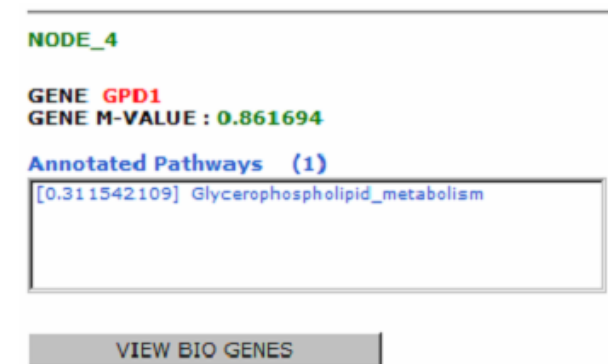 NODE_4
GENE GPD1
GENE M-VALUE : 0.861694
Annotated Pathways (1)
[0.311542109] Glycerophospholipid_metabolism
VIEW BIO GENES